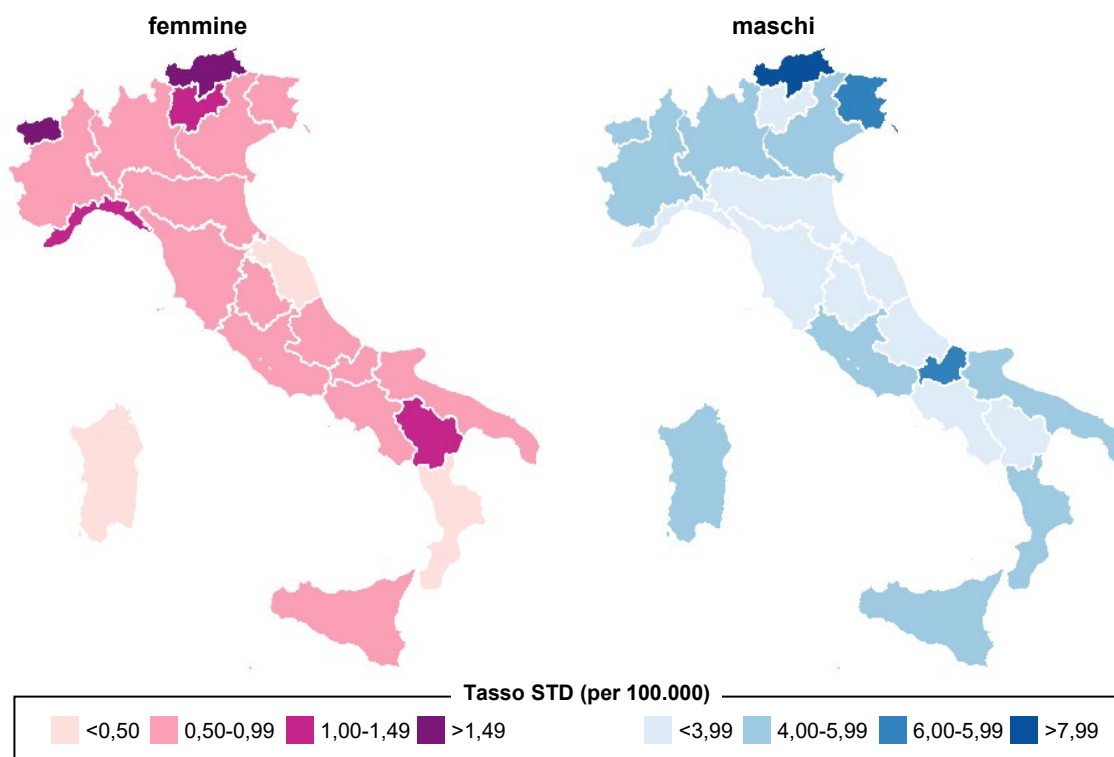 femmine
maschi
Tasso STD (per 100.000)
<0,50 0,50-0,99 1,00-1,49 >1,49
<3,99 4,00-5,99 6,00-5,99 >7,99